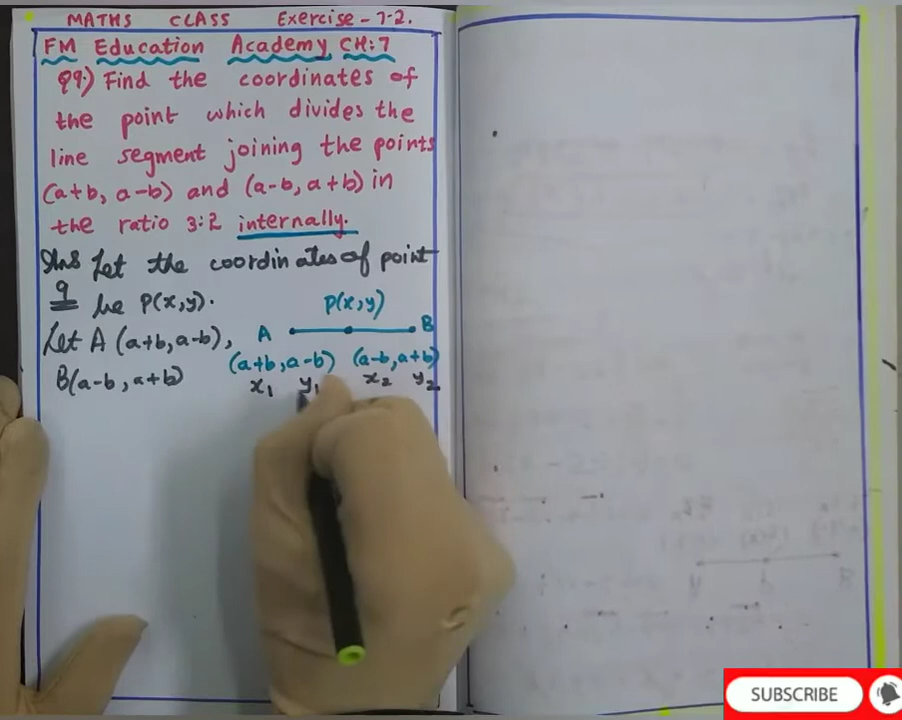 MATHS CLASS Exercise - 7.2.
FM Education Academy CH:7
Q9) Find the coordinates of
the point which divides the
line segment joining the points
(a+b, a-b) and (a-b, a+b) in
the ratio 3:2 internally.
Ans Let the coordinates of point
9 be P(x,y).
P(x,y)
Let A (a+b, a-b),
A B
B(a-b, a+b)
(a+b, a-b) (a-b, a+b)
x₁ y₁ x₂ y₂
SUBSCRIBE